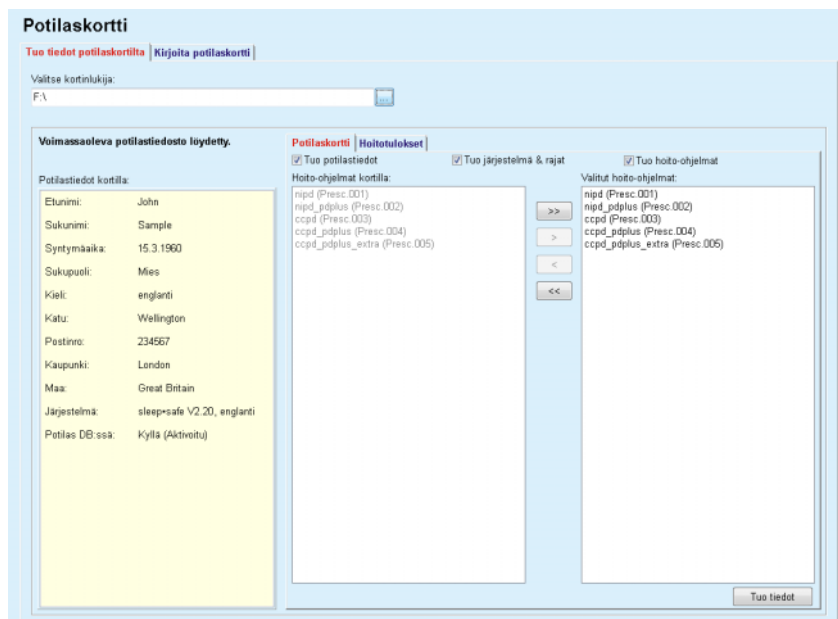 Potilaskortti
Tuo tiedot potilaskortilta Kirjoita potilaskortti
Valitse kortinlukija:
F:\ ...
Voimassaoleva potilastiedosto löydetty.
Potilastiedot kortilla:
Etunimi: John
Sukunimi: Sample
Syntymäaika: 15.3.1960
Sukupuoli: Mies
Kieli: englanti
Katu: Wellington
Postinro: 234567
Kaupunki: London
Maa: Great Britain
Järjestelmä: sleep•safe V2.20, englanti
Potilas DB:ssä: Kyllä (Aktivoitu)
Potilaskortti Hoitotulokset
Tuo potilastiedot Tuo järjestelmä & rajat Tuo hoito-ohjelmat
Hoito-ohjelmat kortilla:
nipd (Presc.001)
nipd_pdplus (Presc.002)
ccpd (Presc.003)
ccpd_pdplus (Presc.004)
ccpd_pdplus_extra (Presc.005)
>>
>
<
<<
Valitut hoito-ohjelmat:
nipd (Presc.001)
nipd_pdplus (Presc.002)
ccpd (Presc.003)
ccpd_pdplus (Presc.004)
ccpd_pdplus_extra (Presc.005)
Tuo tiedot